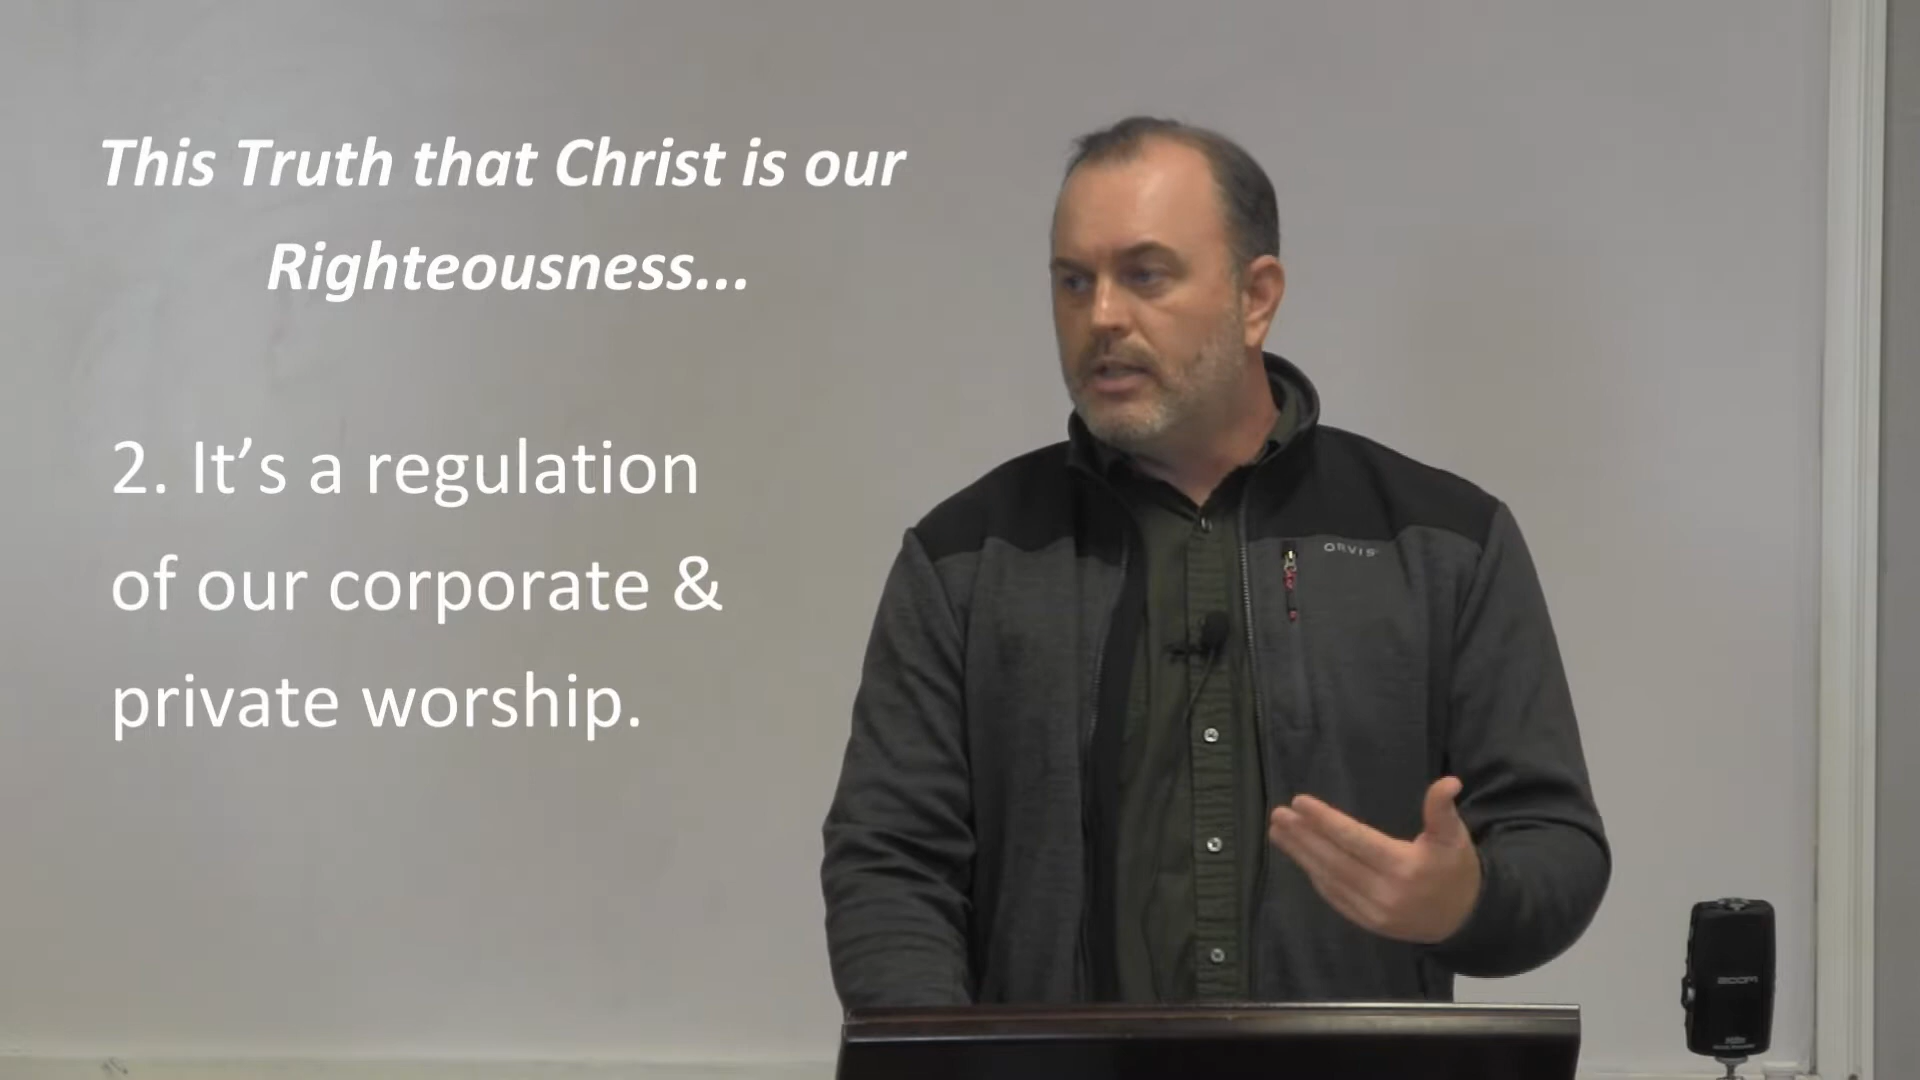 This Truth that Christ is our
Righteousness...
2. It’s a regulation
of our corporate &
private worship.
ORVIS
ZOOM